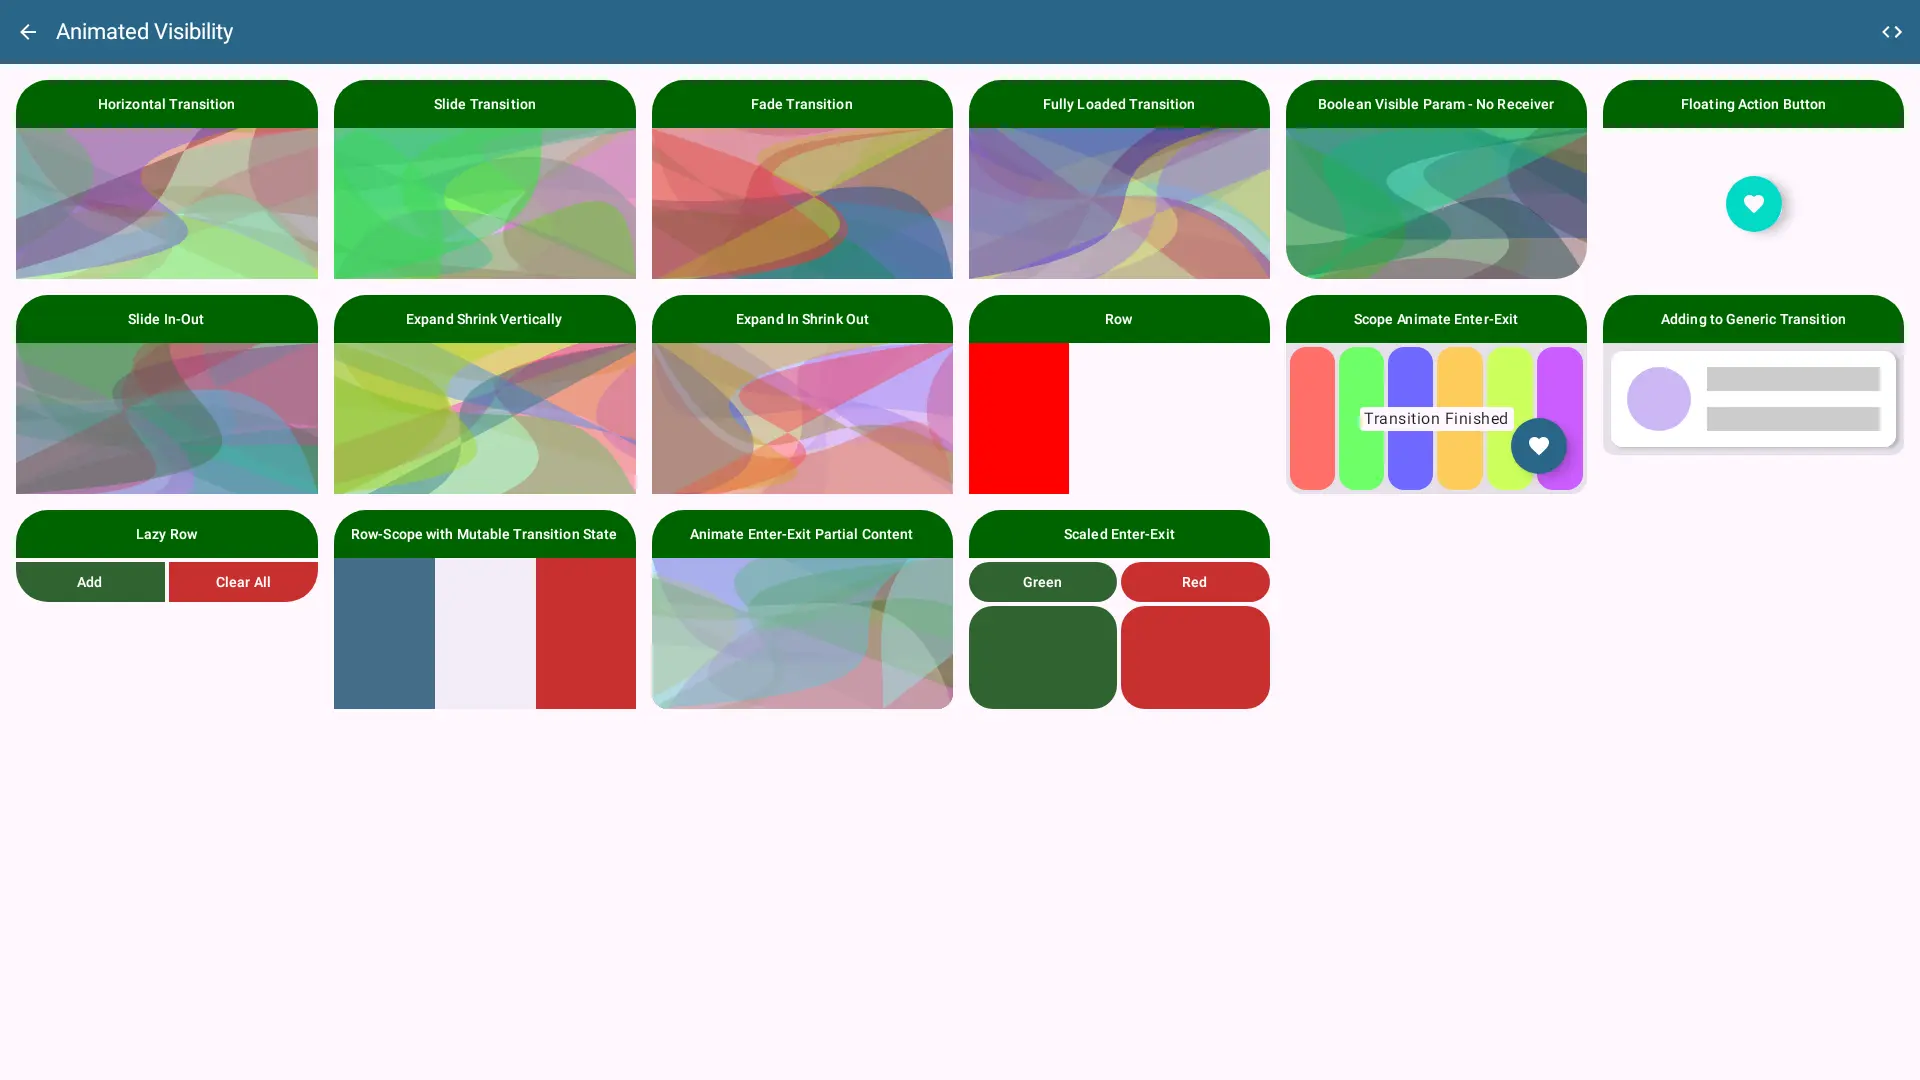 Animated Visibility
Horizontal Transition
Slide Transition
Fade Transition
Fully Loaded Transition
Boolean Visible Param - No Receiver
Floating Action Button
Slide In-Out
Expand Shrink Vertically
Expand In Shrink Out
Row
Scope Animate Enter-Exit
Transition Finished
Adding to Generic Transition
Lazy Row
Add
Clear All
Row-Scope with Mutable Transition State
Animate Enter-Exit Partial Content
Scaled Enter-Exit
Green
Red